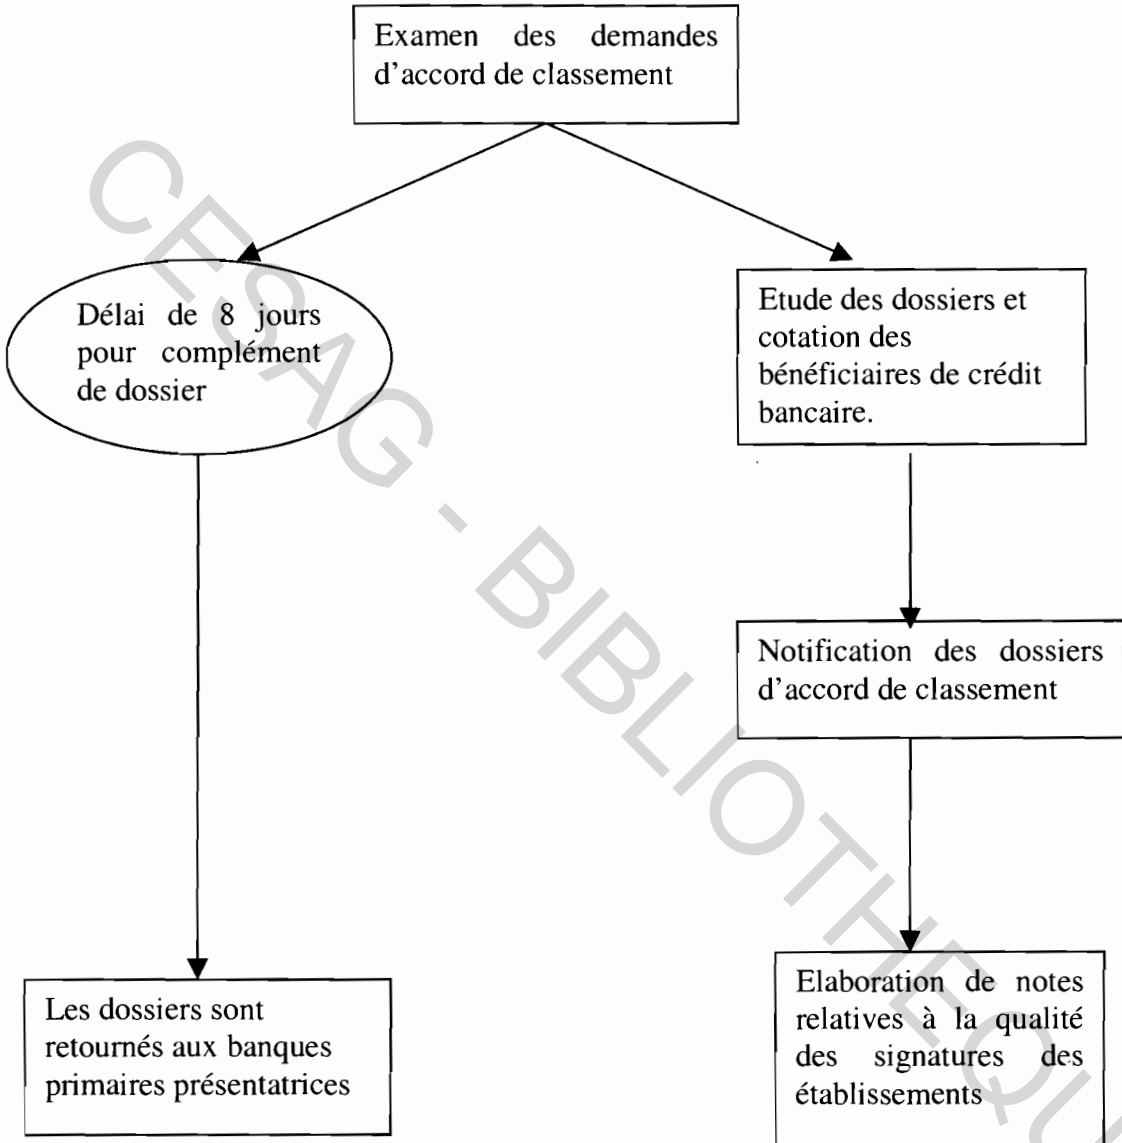 Examen des demandes
d'accord de classement
Délai de 8 jours
pour complément
de dossier
Etude des dossiers et
cotation des
bénéficiaires de crédit
bancaire.
Notification des dossiers
d'accord de classement
Les dossiers sont
retournés aux banques
primaires présentatrices
Elaboration de notes
relatives à la qualité
des signatures des
établissements
CESAG - BIBLIOTHEQU